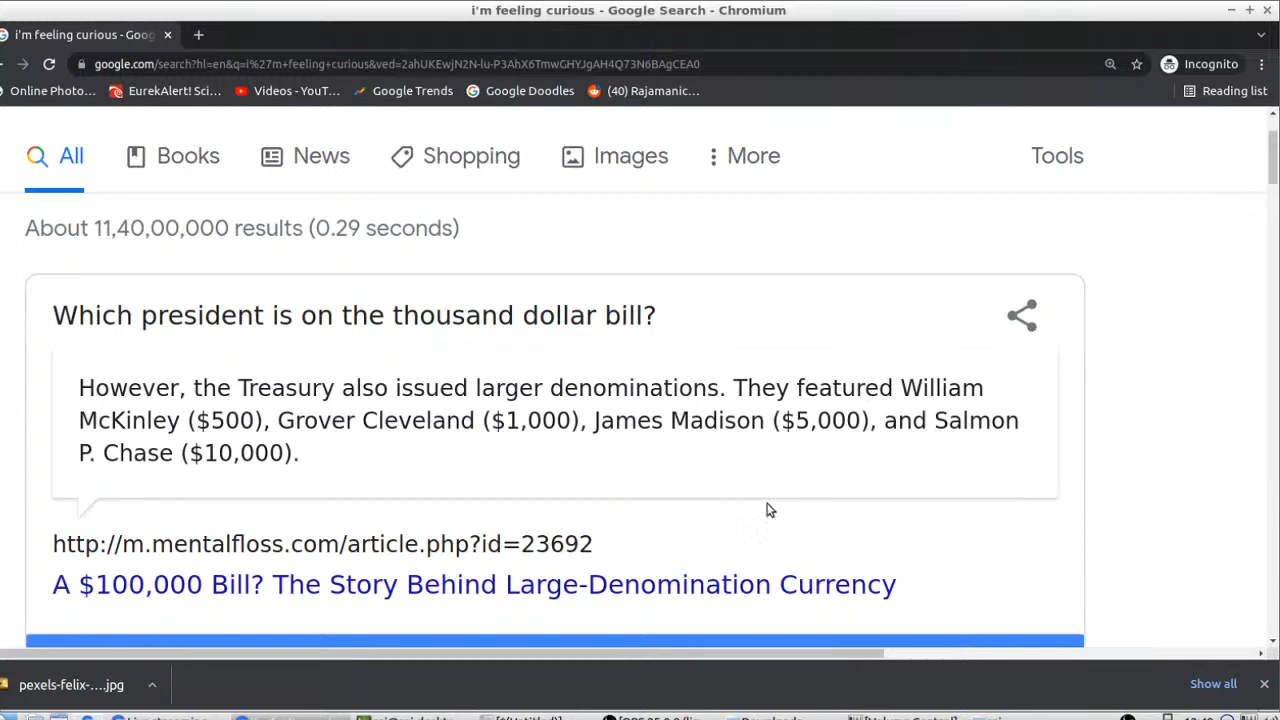 i'm feeling curious - Google Search - Chromium
i'm feeling curious - Goog
google.com/search?hl=en&q=i%27m+feeling+curious&ved=2ahUKEwjN2N-lu-P3AhX6TmwGHYJgAH4Q73N6BAgCEA0
Incognito
Online Photo... EurekAlert! Sci... Videos - YouT... Google Trends Google Doodles (40) Rajamanic... Reading list
All Books News Shopping Images More Tools
About 11,40,00,000 results (0.29 seconds)
Which president is on the thousand dollar bill?
However, the Treasury also issued larger denominations. They featured William
McKinley ($500), Grover Cleveland ($1,000), James Madison ($5,000), and Salmon
P. Chase ($10,000).
http://m.mentalfloss.com/article.php?id=23692
A $100,000 Bill? The Story Behind Large-Denomination Currency
pexels-felix-....jpg Show all